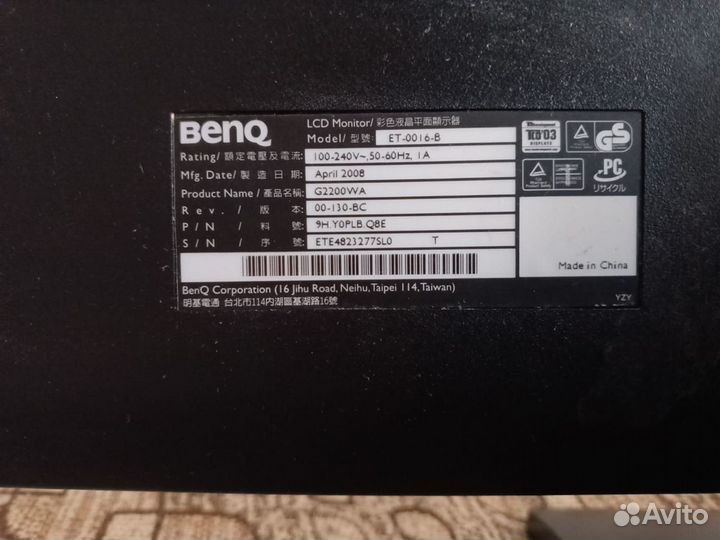 BenQ
LCD Monitor/彩色液晶平面顯示器
Model/型號: ET-0016-B
Rating/額定電壓及電流: 100-240V~,50-60Hz, 1A
Mfg. Date/製造日期: April 2008
Product Name/產品名稱: G2200WA
Rev./版本: 00-130-BC
P/N/料號: 9H.Y0PLB.Q8E
S/N/序號: ETE4823277SL0 T
TCO'03
DISPLAYS
GS
PC
リサイクル
Made in China
BenQ Corporation (16 Jihu Road, Neihu, Taipei 114, Taiwan)
明基電通 台北市114內湖區基湖路16號
YZY
Avito